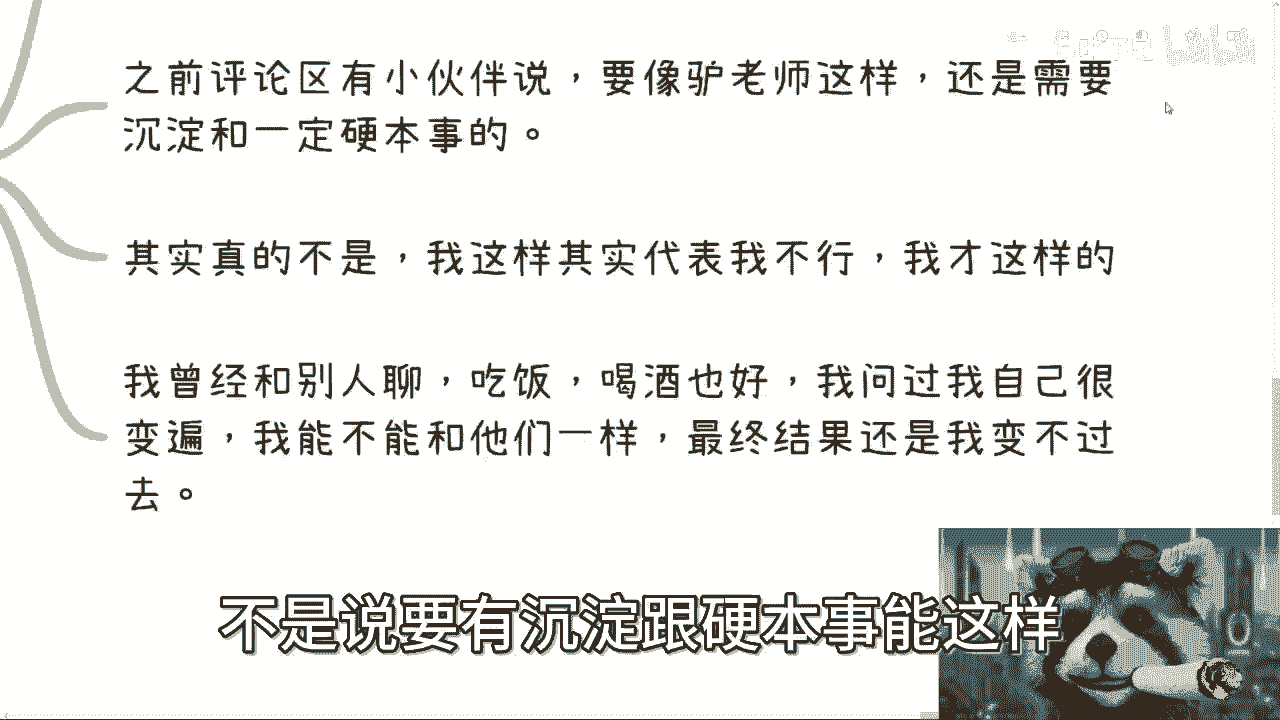 之前评论区有小伙伴说，要像驴老师这样，还是需要
沉淀和一定硬本事的。
其实真的不是，我这样其实代表我不行，我才这样的
我曾经和别人聊，吃饭，喝酒也好，我问过我自己很
变遍，我能不能和他们一样，最终结果还是我变不过
去。
不是说要有沉淀跟硬本事能这样